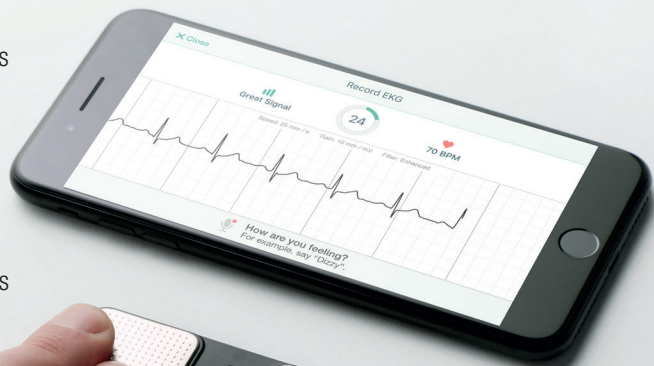 S
X Close
Record EKG
Great Signal
24
70 BPM
Speed: 25 mm / s Gain: 10 mm / mV Filter: Enhanced
How are you feeling?
For example, say "Dizzy".
S